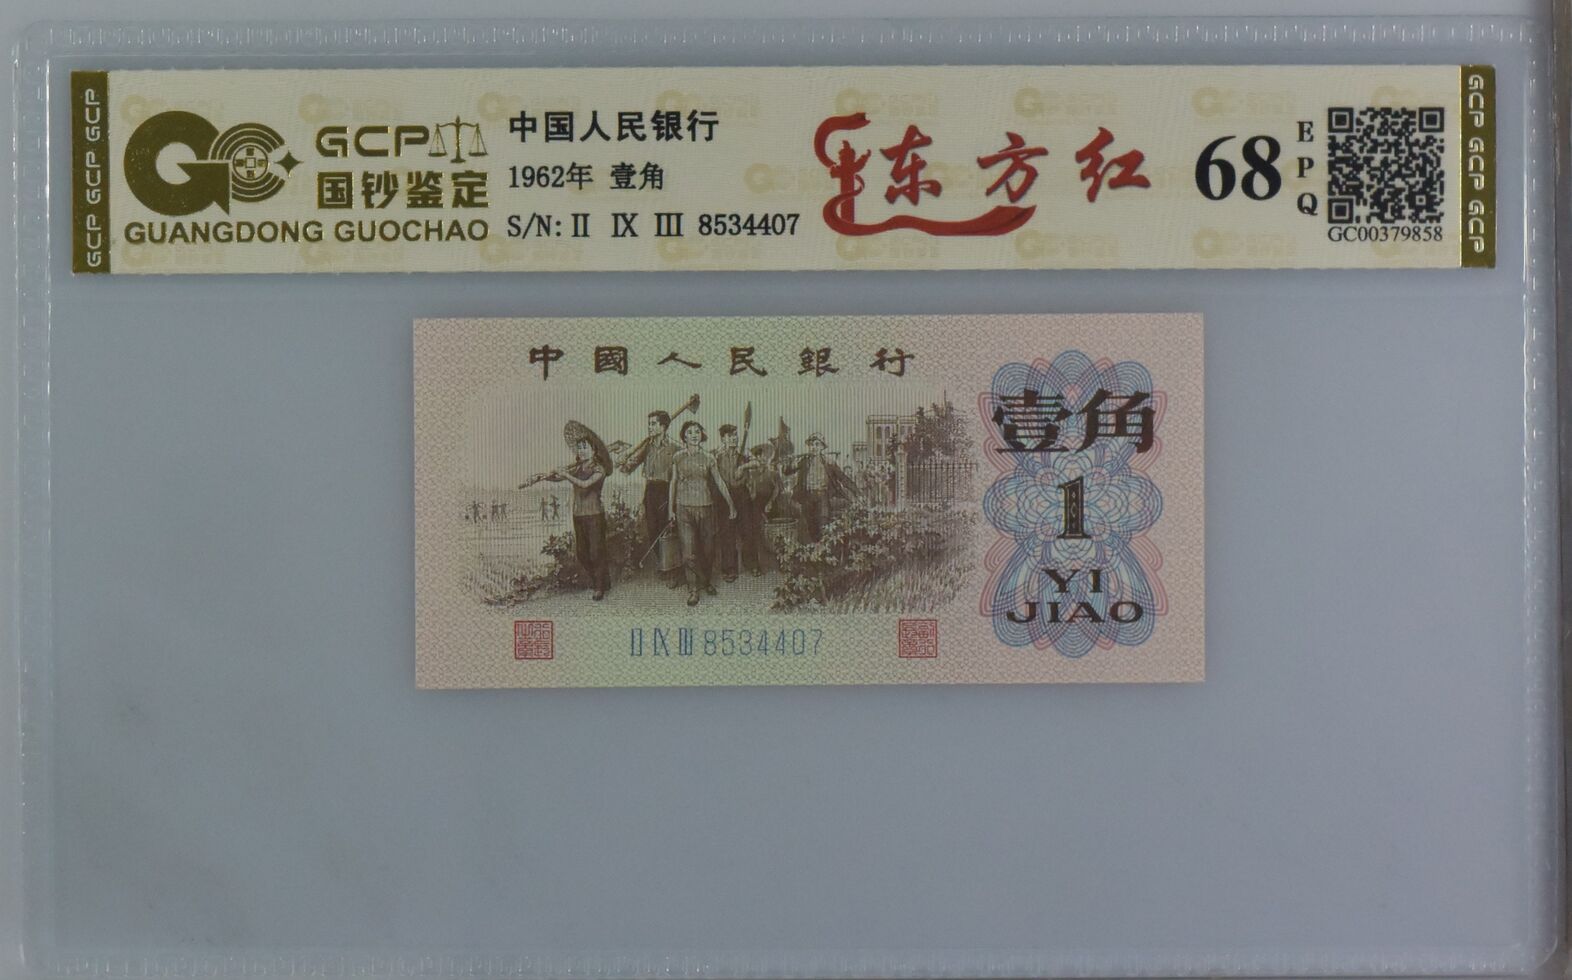 GCP GCP GCP
GCP
国钞鉴定
GUANGDONG GUOCHAO
中国人民银行
1962年 壹角
S/N: II IX III 8534407
东方红
68
EPQ
GC00379858
GCP GCP GCP
中國人民銀行
壹角
1
YI
JIAO
II IX III 8534407